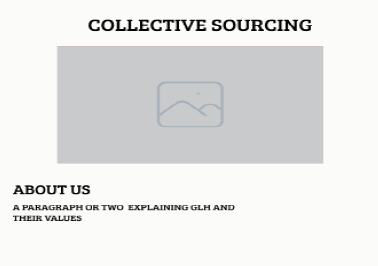 COLLECTIVE SOURCING
ABOUT US
A PARAGRAPH OR TWO EXPLAINING GLH AND
THEIR VALUES